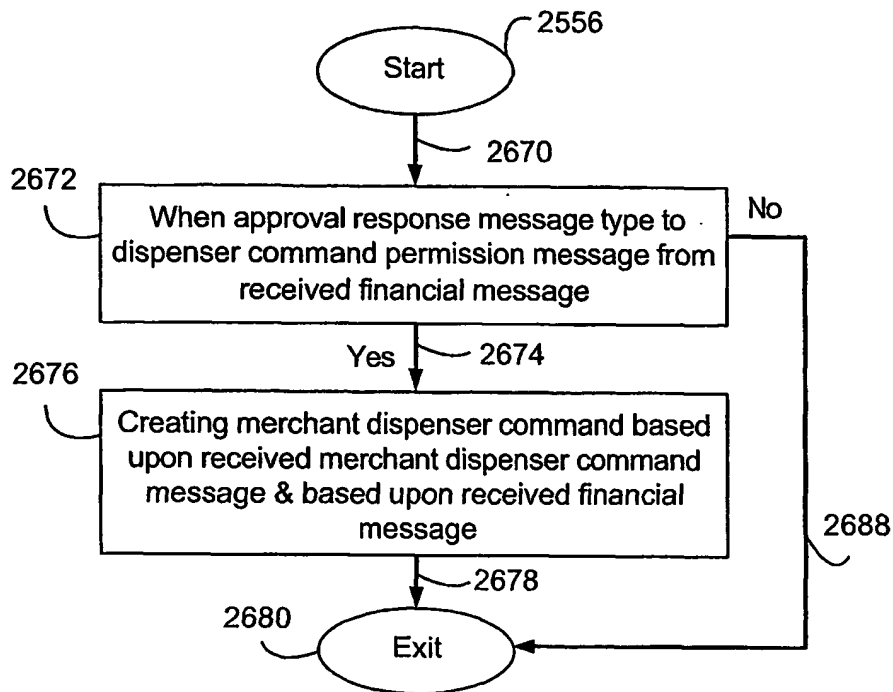 2556
Start
2670
2672
When approval response message type to
dispenser command permission message from
received financial message
No
Yes
2674
2676
Creating merchant dispenser command based
upon received merchant dispenser command
message & based upon received financial
message
2688
2678
2680
Exit